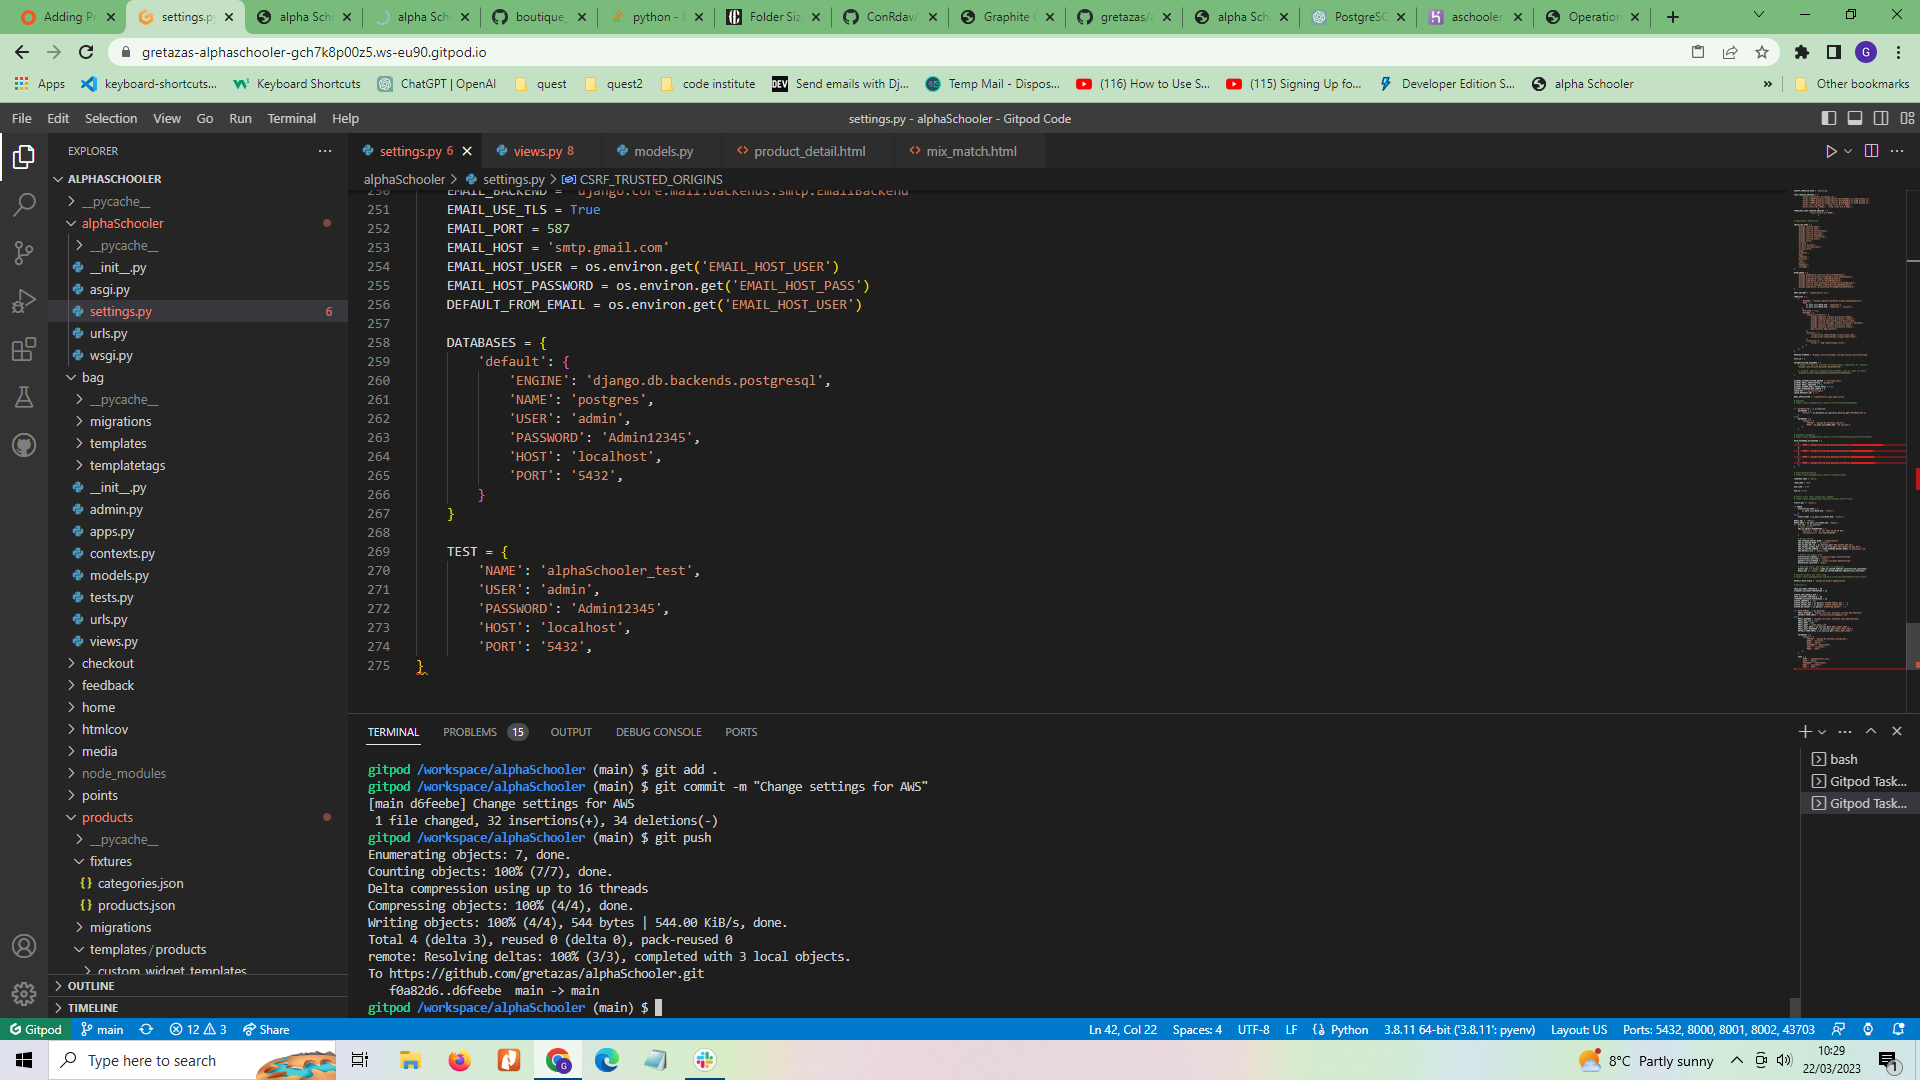 Adding Pr
settings.py
alpha Scho
alpha Scho
boutique_
python - D
Folder Siz
ConRdav/
Graphite C
gretazas/a
alpha Scho
PostgreSQ
aschooler
Operation
gretazas-alphaschooler-gch7k8p00z5.ws-eu90.gitpod.io
G
Apps
keyboard-shortcuts...
Keyboard Shortcuts
ChatGPT | OpenAI
quest
quest2
code institute
DEV
Send emails with Dj...
Temp Mail - Dispos...
(116) How to Use S...
(115) Signing Up fo...
Developer Edition S...
alpha Schooler
»
Other bookmarks
File Edit Selection View Go Run Terminal Help
settings.py - alphaSchooler - Gitpod Code
EXPLORER
ALPHASCHOOLER
__pycache__
alphaSchooler
__pycache__
__init__.py
asgi.py
settings.py 6
urls.py
wsgi.py
bag
__pycache__
migrations
templates
templatetags
__init__.py
admin.py
apps.py
contexts.py
models.py
tests.py
urls.py
views.py
checkout
feedback
home
htmlcov
media
node_modules
points
products
__pycache__
fixtures
{} categories.json
{} products.json
migrations
templates / products
custom_widget_templates
OUTLINE
TIMELINE
settings.py 6
views.py 8
models.py
<> product_detail.html
<> mix_match.html
alphaSchooler > settings.py > CSRF_TRUSTED_ORIGINS
250 EMAIL_BACKEND = 'django.core.mail.backends.smtp.EmailBackend'
251 EMAIL_USE_TLS = True
252 EMAIL_PORT = 587
253 EMAIL_HOST = 'smtp.gmail.com'
254 EMAIL_HOST_USER = os.environ.get('EMAIL_HOST_USER')
255 EMAIL_HOST_PASSWORD = os.environ.get('EMAIL_HOST_PASS')
256 DEFAULT_FROM_EMAIL = os.environ.get('EMAIL_HOST_USER')
257
258 DATABASES = {
259 'default': {
260 'ENGINE': 'django.db.backends.postgresql',
261 'NAME': 'postgres',
262 'USER': 'admin',
263 'PASSWORD': 'Admin12345',
264 'HOST': 'localhost',
265 'PORT': '5432',
266 }
267 }
268
269 TEST = {
270 'NAME': 'alphaSchooler_test',
271 'USER': 'admin',
272 'PASSWORD': 'Admin12345',
273 'HOST': 'localhost',
274 'PORT': '5432',
275 }
TERMINAL
PROBLEMS 15
OUTPUT
DEBUG CONSOLE
PORTS
gitpod /workspace/alphaSchooler (main) $ git add .
gitpod /workspace/alphaSchooler (main) $ git commit -m "Change settings for AWS"
[main d6feebe] Change settings for AWS
1 file changed, 32 insertions(+), 34 deletions(-)
gitpod /workspace/alphaSchooler (main) $ git push
Enumerating objects: 7, done.
Counting objects: 100% (7/7), done.
Delta compression using up to 16 threads
Compressing objects: 100% (4/4), done.
Writing objects: 100% (4/4), 544 bytes | 544.00 KiB/s, done.
Total 4 (delta 3), reused 0 (delta 0), pack-reused 0
remote: Resolving deltas: 100% (3/3), completed with 3 local objects.
To https://github.com/gretazas/alphaSchooler.git
f0a82d6..d6feebe main -> main
gitpod /workspace/alphaSchooler (main) $
bash
Gitpod Task...
Gitpod Task...
Gitpod
main
12 3
Share
Ln 42, Col 22
Spaces: 4
UTF-8
LF
Python
3.8.11 64-bit ('3.8.11': pyenv)
Layout: US
Ports: 5432, 8000, 8001, 8002, 43703
Type here to search
8°C Partly sunny
10:29
22/03/2023
1